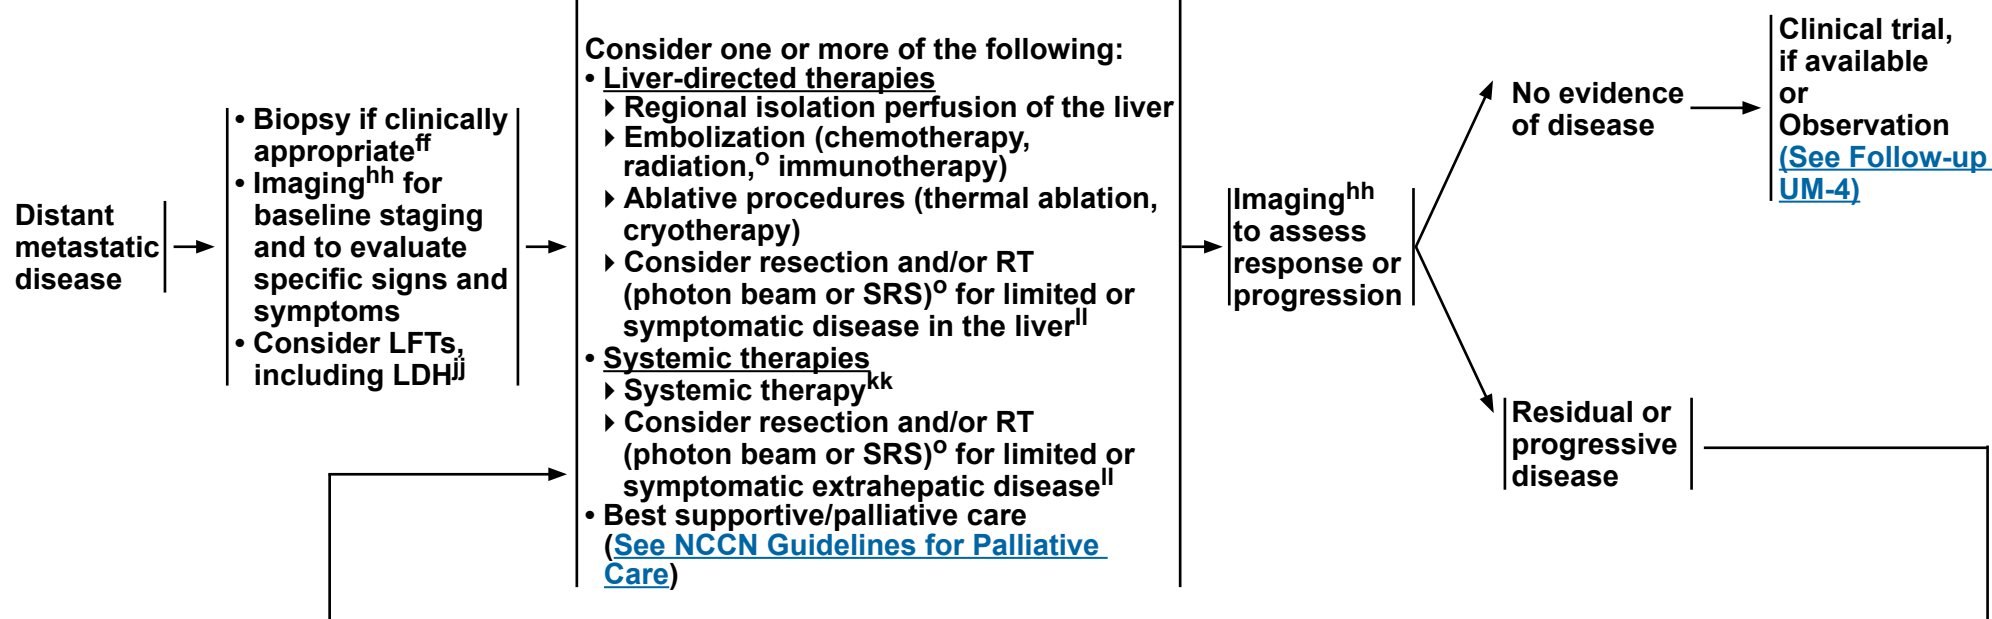 Distant
metastatic
disease
• Biopsy if clinically
appropriateff
• Imaginghh for
baseline staging
and to evaluate
specific signs and
symptoms
• Consider LFTs,
including LDHjj
Consider one or more of the following:
• Liver-directed therapies
Regional isolation perfusion of the liver
Embolization (chemotherapy,
radiation,o immunotherapy)
Ablative procedures (thermal ablation,
cryotherapy)
Consider resection and/or RT
(photon beam or SRS)o for limited or
symptomatic disease in the liverll
• Systemic therapies
Systemic therapykk
Consider resection and/or RT
(photon beam or SRS)o for limited or
symptomatic extrahepatic diseasell
• Best supportive/palliative care
(See NCCN Guidelines for Palliative
Care)
Imaginghh
to assess
response or
progression
No evidence
of disease
Clinical trial,
if available
or
Observation
(See Follow-up
UM-4)
Residual or
progressive
disease